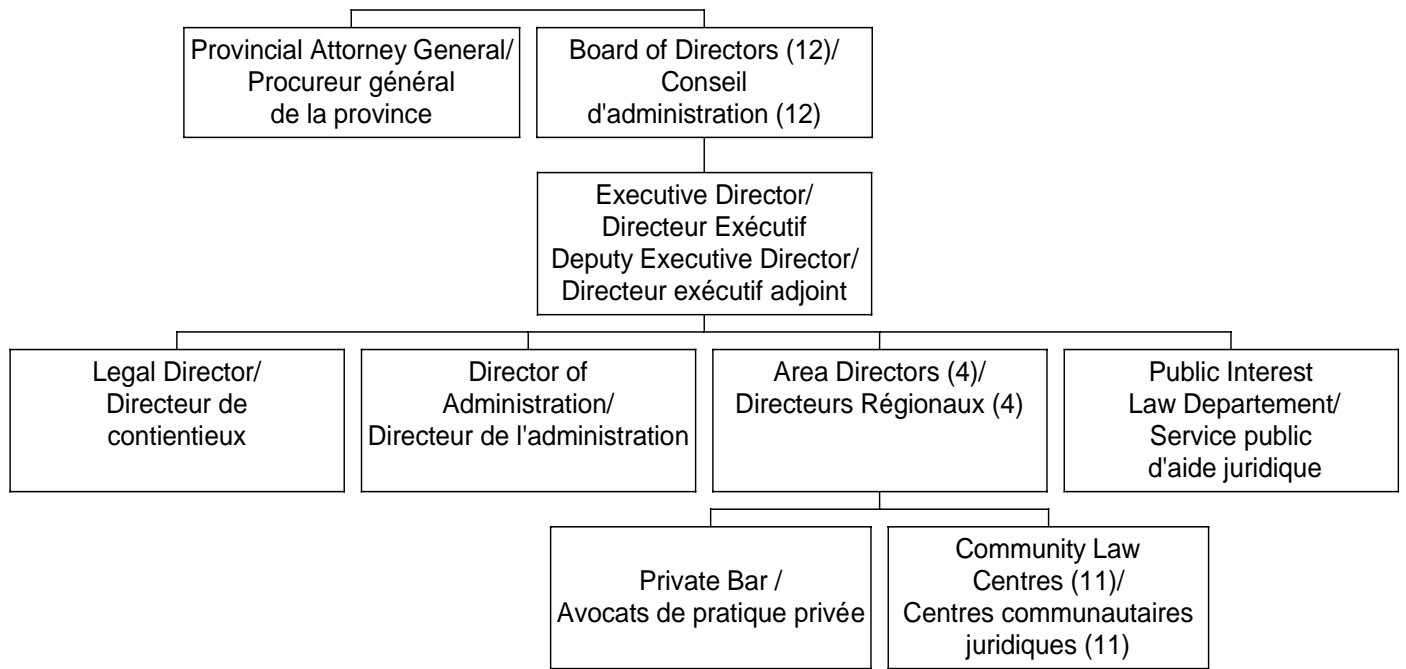 Provincial Attorney General/
Procureur général
de la province
Board of Directors (12)/
Conseil
d'administration (12)
Executive Director/
Directeur Exécutif
Deputy Executive Director/
Directeur exécutif adjoint
Legal Director/
Directeur de
contientieux
Director of
Administration/
Directeur de l'administration
Area Directors (4)/
Directeurs Régionaux (4)
Public Interest
Law Departement/
Service public
d'aide juridique
Private Bar /
Avocats de pratique privée
Community Law
Centres (11)/
Centres communautaires
juridiques (11)